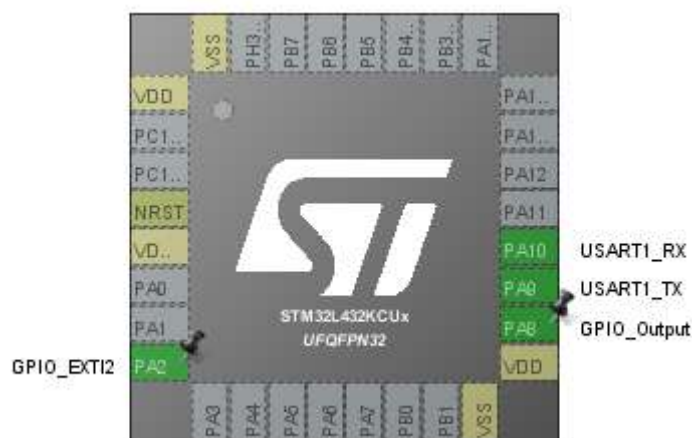 VSS
PH3...
PB7
PB6
PB5
PB4...
PB3...
PA1...
VDD
PC1...
PC1...
NRST
VD...
PA0
PA1
GPIO_EXTI2 PA2
STM32L432KCUx
UFQFPN32
PA1...
PA1...
PA12
PA11
PA10 USART1_RX
PA9 USART1_TX
PA8 GPIO_Output
VDD
PA3
PA4
PA5
PA6
PA7
PB0
PB1
VSS